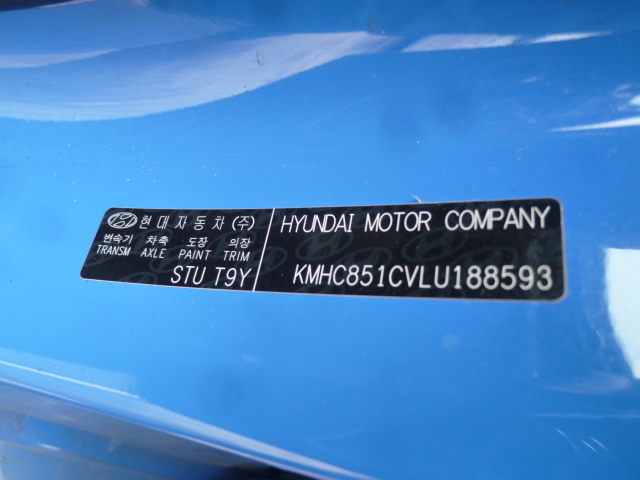 현대자동차(주)
변속기 차축 도장 의장
TRANSM AXLE PAINT TRIM
STU T9Y
HYUNDAI MOTOR COMPANY
KMHC851CVLU188593